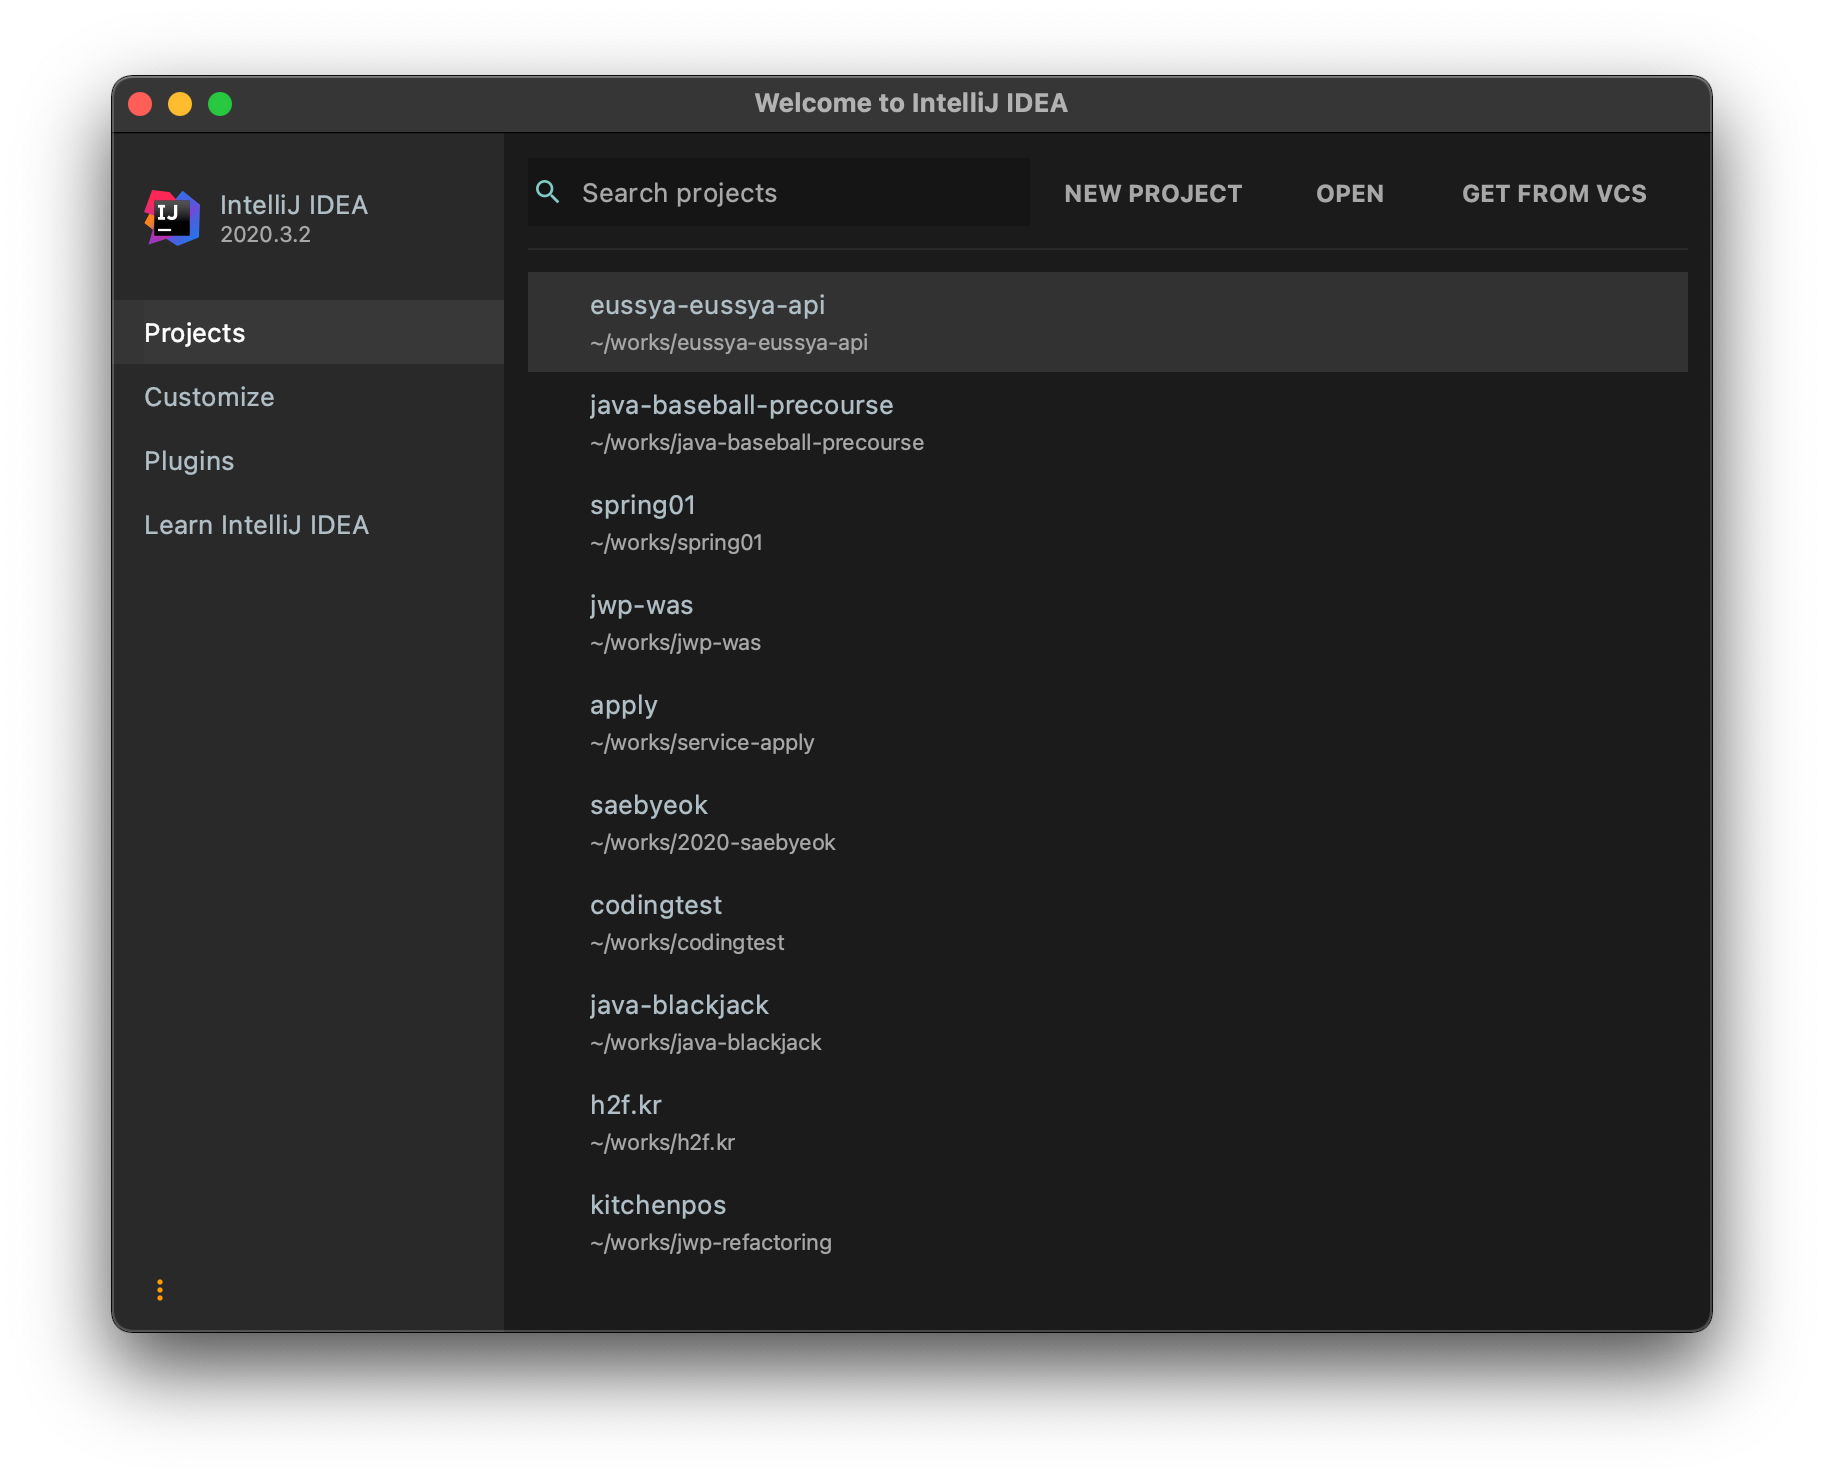 Welcome to IntelliJ IDEA
IJ
IntelliJ IDEA
2020.3.2
Projects
Customize
Plugins
Learn IntelliJ IDEA
Search projects NEW PROJECT OPEN GET FROM VCS
eussya-eussya-api
~/works/eussya-eussya-api
java-baseball-precourse
~/works/java-baseball-precourse
spring01
~/works/spring01
jwp-was
~/works/jwp-was
apply
~/works/service-apply
saebyeok
~/works/2020-saebyeok
codingtest
~/works/codingtest
java-blackjack
~/works/java-blackjack
h2f.kr
~/works/h2f.kr
kitchenpos
~/works/jwp-refactoring